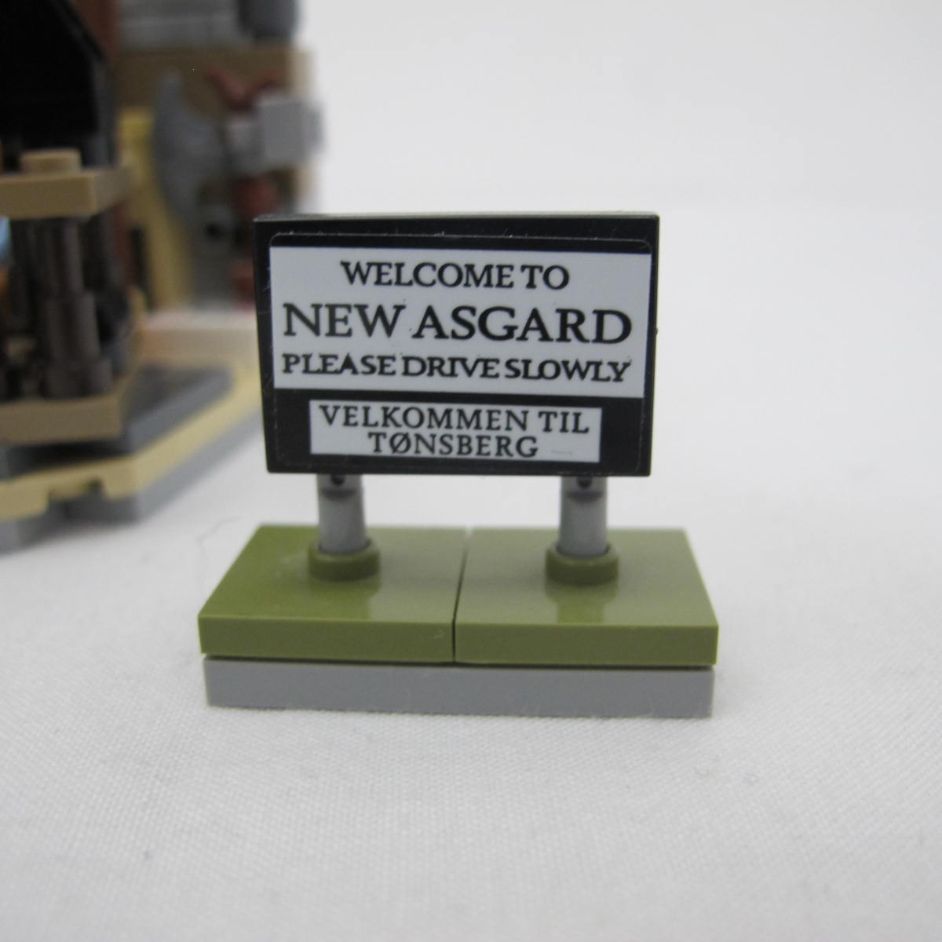 WELCOME TO
NEW ASGARD
PLEASE DRIVE SLOWLY
VELKOMMEN TIL
TØNSBERG